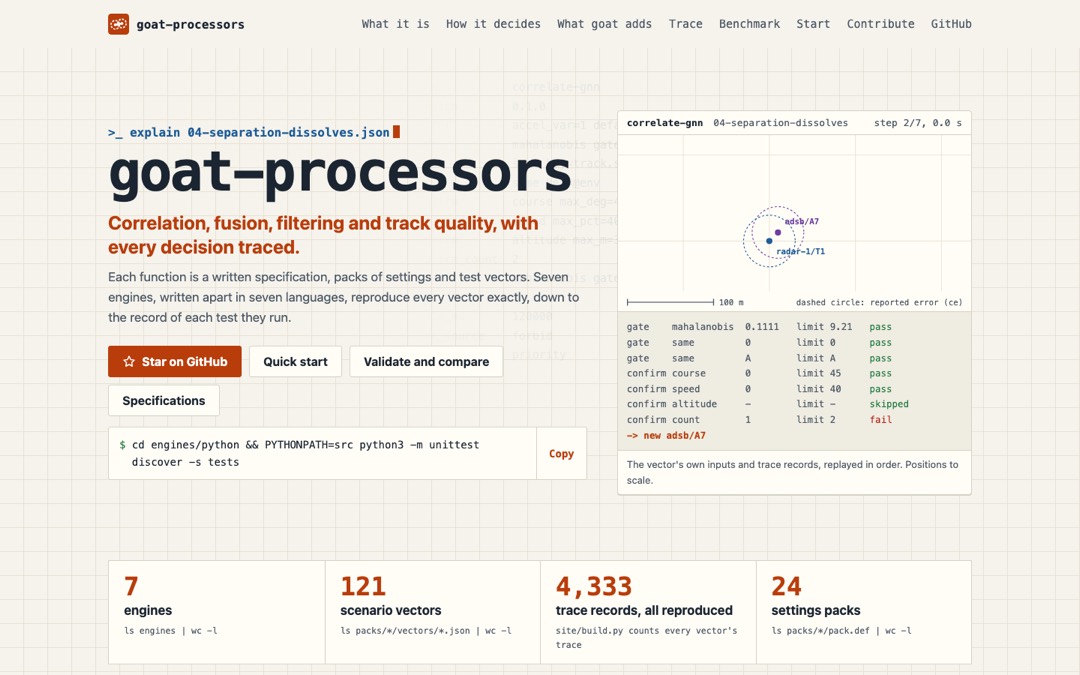 goat-processors
What it is How it decides What goat adds Trace Benchmark Start Contribute GitHub
>_ explain 04-separation-dissolves.json
goat-processors
Correlation, fusion, filtering and track quality, with
every decision traced.
Each function is a written specification, packs of settings and test vectors. Seven
engines, written apart in seven languages, reproduce every vector exactly, down to
the record of each test they run.
Star on GitHub
Quick start
Validate and compare
Specifications
$ cd engines/python && PYTHONPATH=src python3 -m unittest
discover -s tests
Copy
correlate-gnn 04-separation-dissolves step 2/7, 0.0 s
adsb/A7
radar-1/T1
100 m
dashed circle: reported error (ce)
gate mahalanobis 0.1111 limit 9.21 pass
gate same 0 limit 0 pass
gate same A limit A pass
confirm course 0 limit 45 pass
confirm speed 0 limit 40 pass
confirm altitude - limit - skipped
confirm count 1 limit 2 fail
-> new adsb/A7
The vector's own inputs and trace records, replayed in order. Positions to
scale.
7
engines
ls engines | wc -l
121
scenario vectors
ls packs/*/vectors/*.json | wc -l
4,333
trace records, all reproduced
site/build.py counts every vector's
trace
24
settings packs
ls packs/*/pack.def | wc -l